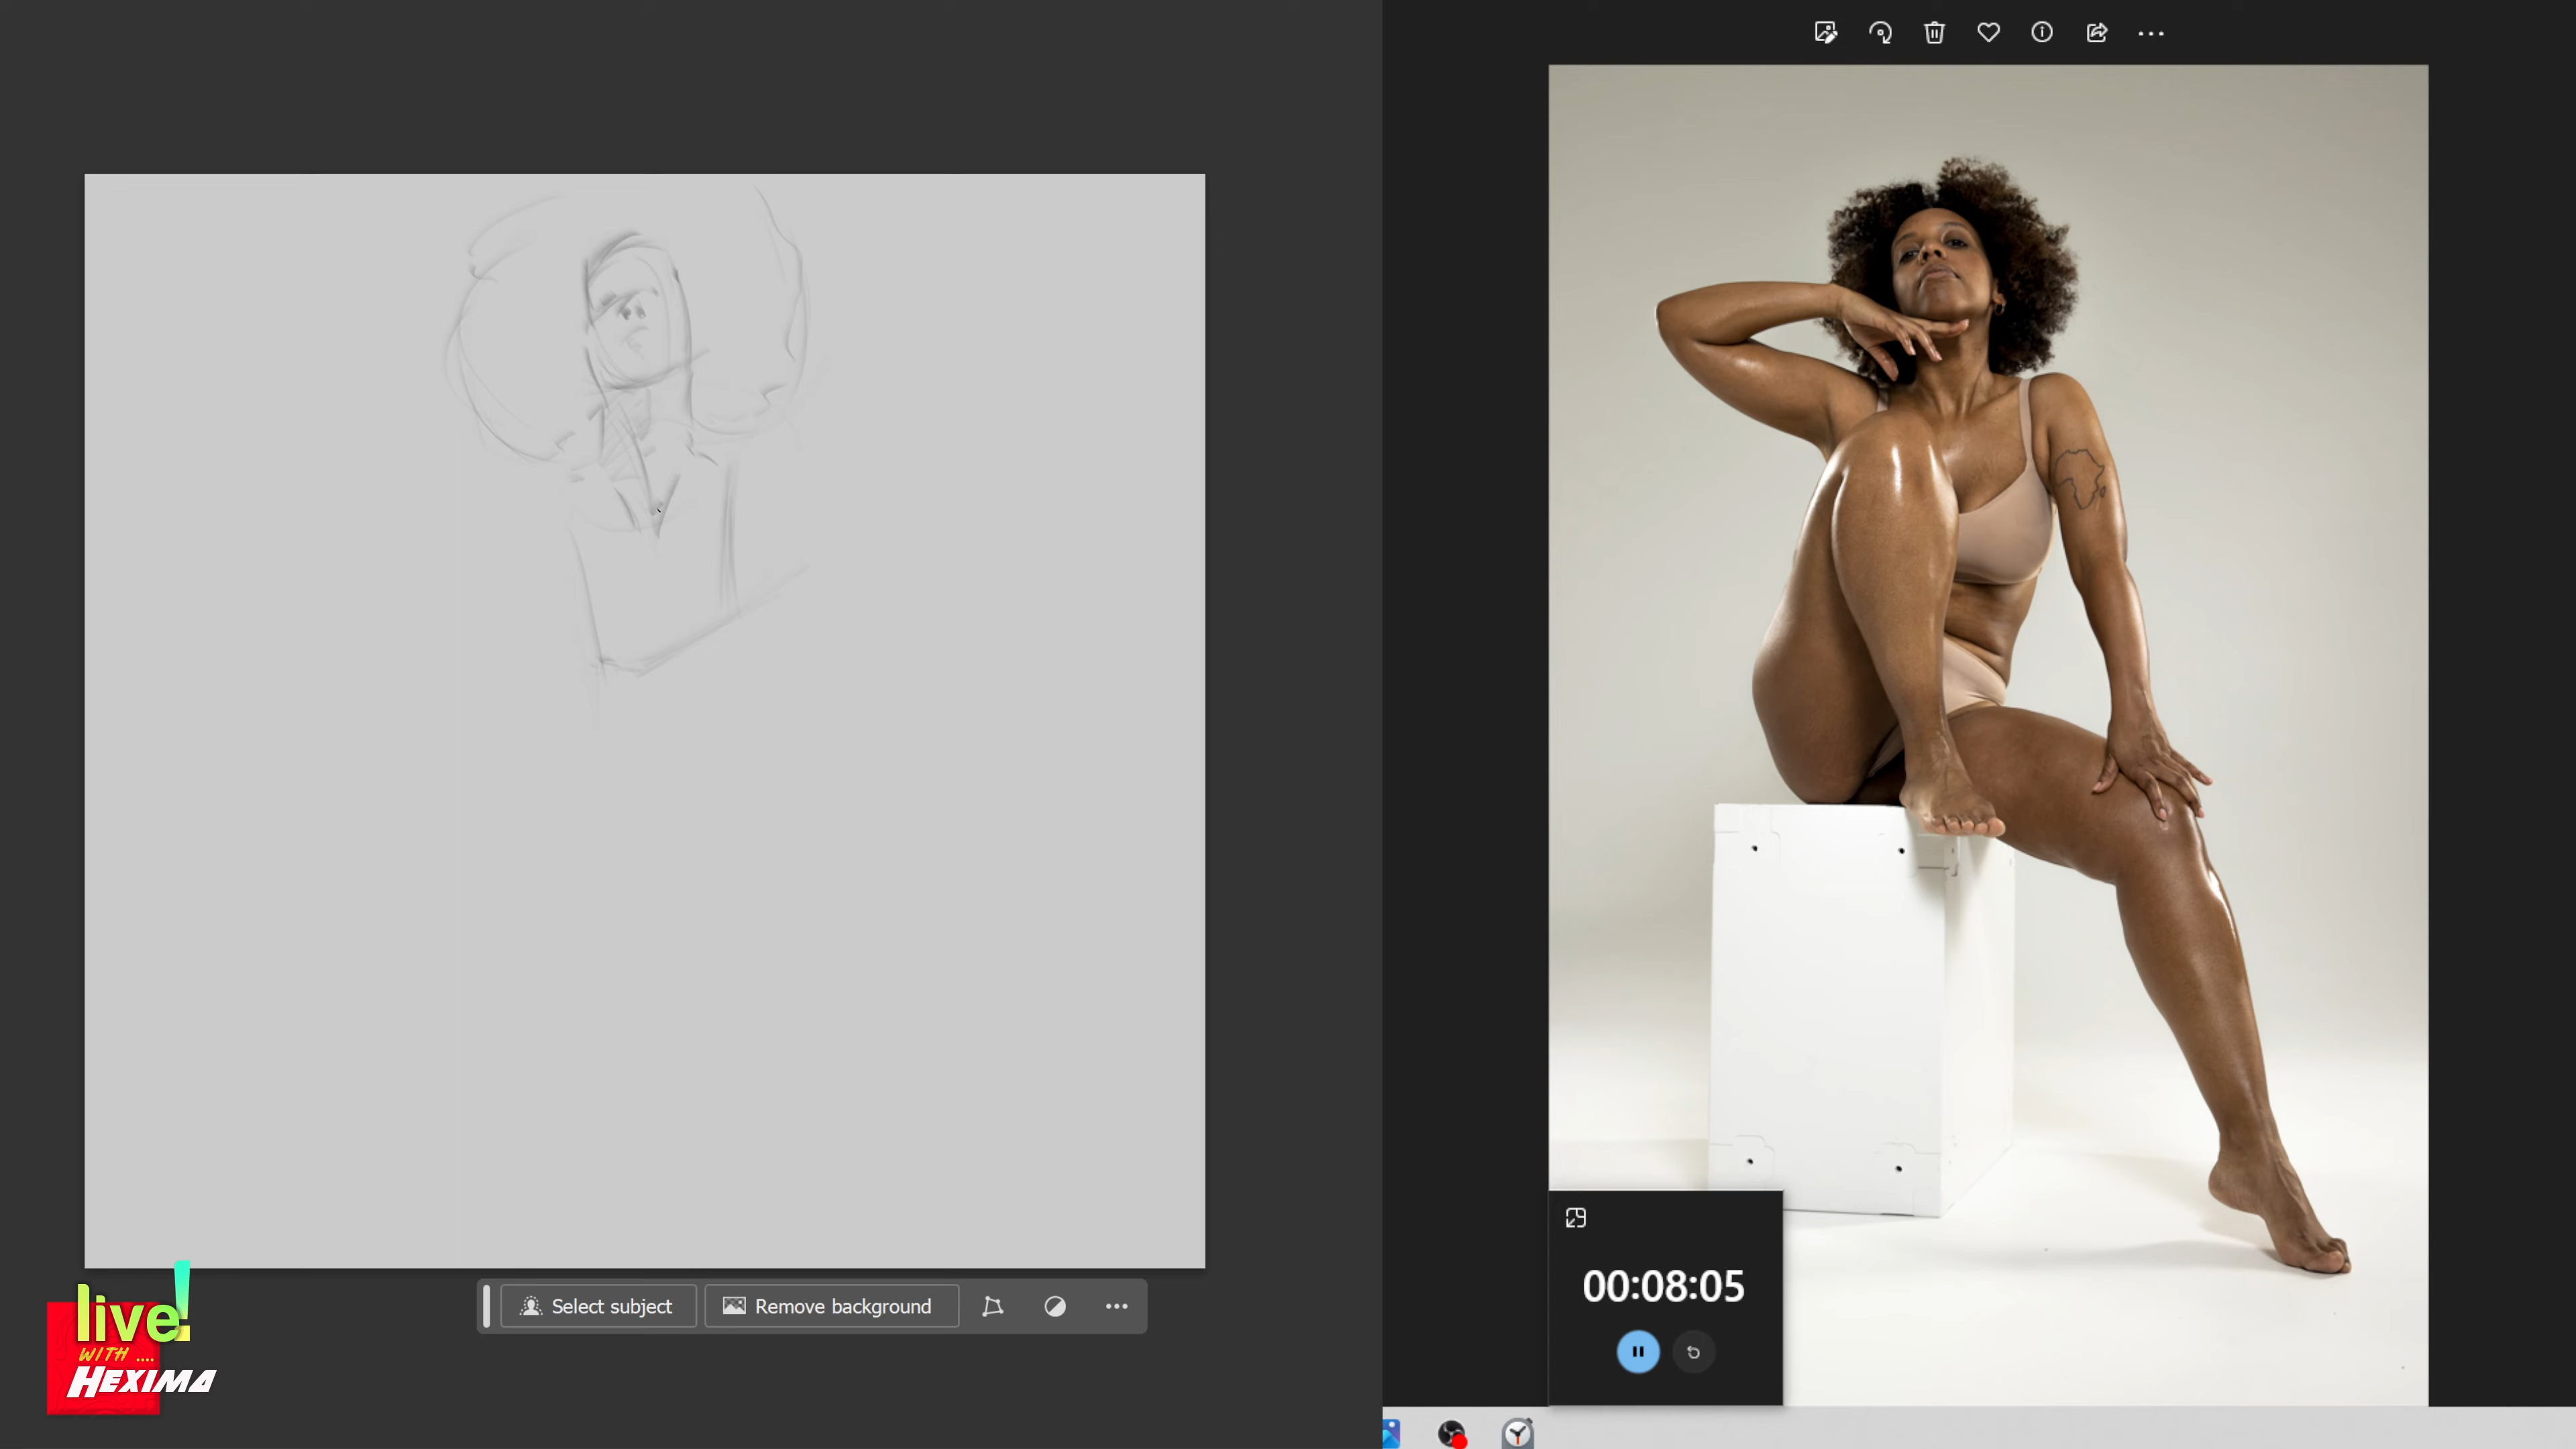 Select subject
Remove background
live!
WITH ....
HEXIMA
00:08:05